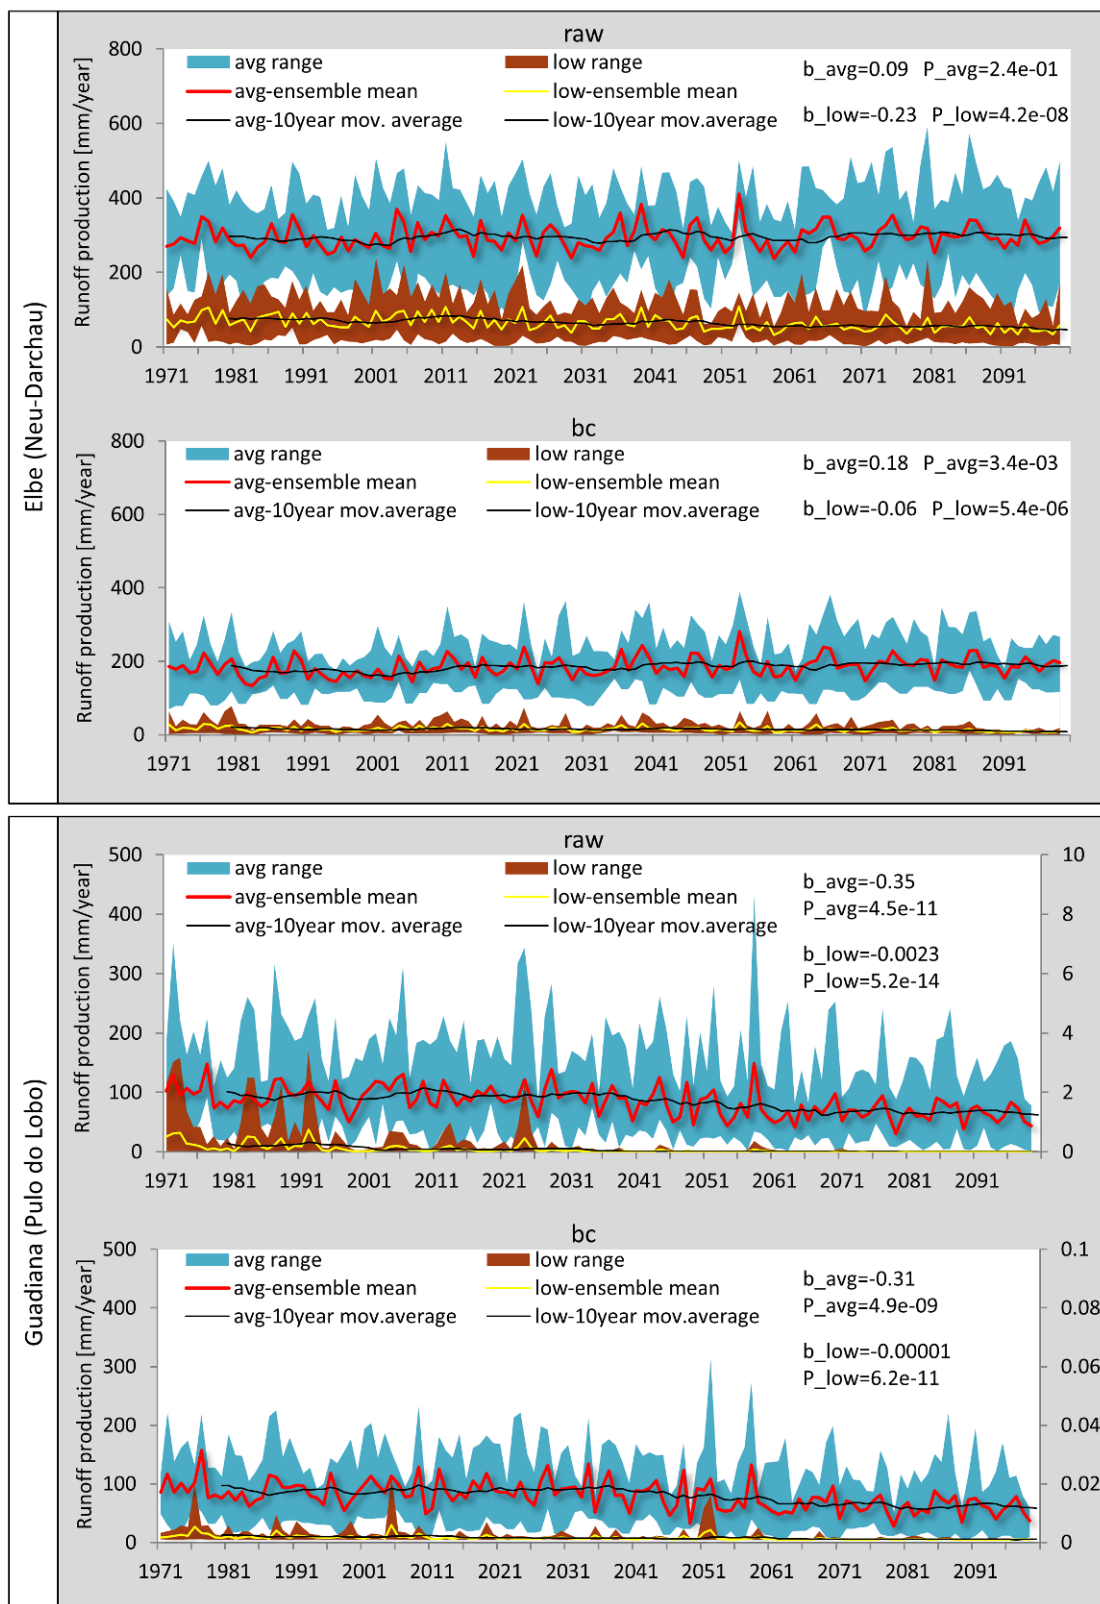 Elbe (Neu-Darchau)
raw
Runoff production [mm/year]
800
600
400
200
0
avg range
low range
avg-ensemble mean
low-ensemble mean
avg-10year mov. average
low-10year mov.average
b_avg=0.09 P_avg=2.4e-01
b_low=-0.23 P_low=4.2e-08
1971 1981 1991 2001 2011 2021 2031 2041 2051 2061 2071 2081 2091
bc
Runoff production [mm/year]
800
600
400
200
0
avg range
low range
avg-ensemble mean
low-ensemble mean
avg-10year mov.average
low-10year mov.average
b_avg=0.18 P_avg=3.4e-03
b_low=-0.06 P_low=5.4e-06
1971 1981 1991 2001 2011 2021 2031 2041 2051 2061 2071 2081 2091
Guadiana (Pulo do Lobo)
raw
Runoff production [mm/year]
500
400
300
200
100
0
avg range
low range
avg-ensemble mean
low-ensemble mean
avg-10year mov. average
low-10year mov.average
b_avg=-0.35
P_avg=4.5e-11
b_low=-0.0023
P_low=5.2e-14
10
8
6
4
2
0
1971 1981 1991 2001 2011 2021 2031 2041 2051 2061 2071 2081 2091
bc
Runoff production [mm/year]
500
400
300
200
100
0
avg range
low range
avg-ensemble mean
low-ensemble mean
avg-10year mov. average
low-10year mov.average
b_avg=-0.31
P_avg=4.9e-09
b_low=-0.00001
P_low=6.2e-11
0.1
0.08
0.06
0.04
0.02
0
1971 1981 1991 2001 2011 2021 2031 2041 2051 2061 2071 2081 2091